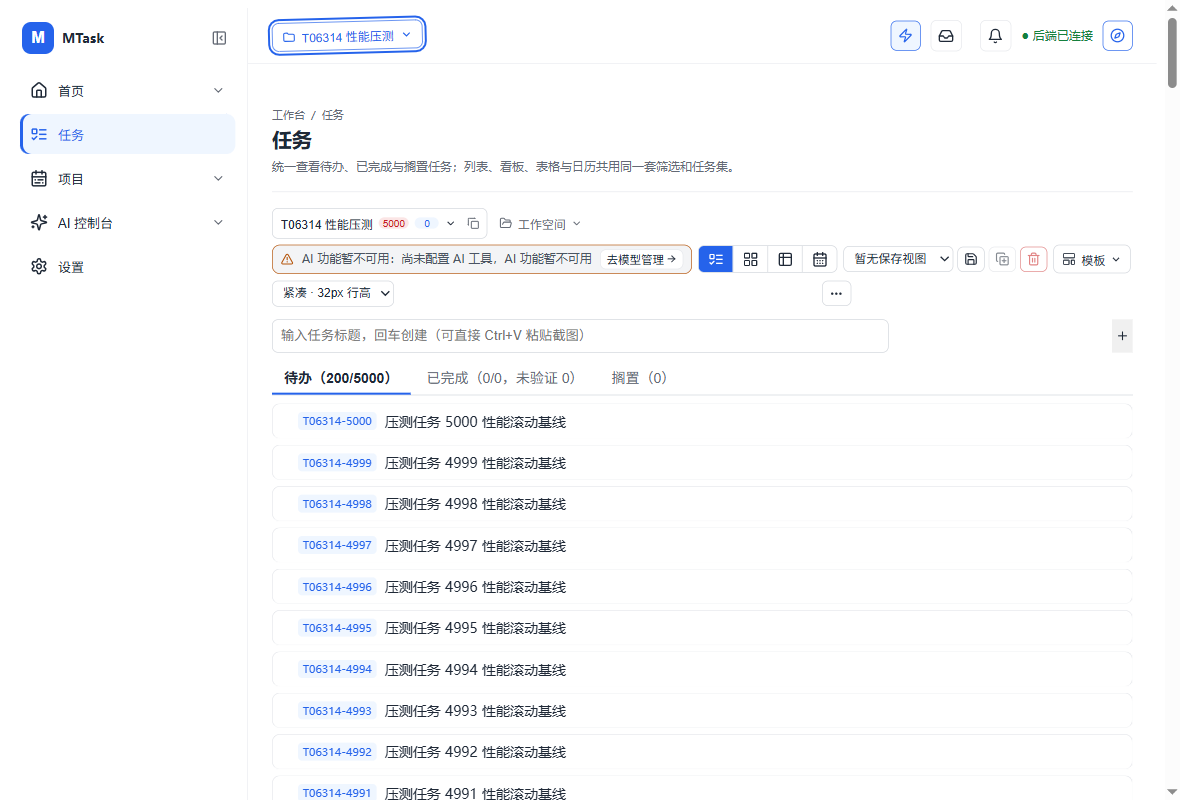 M MTask
T06314 性能压测
后端已连接
首页
任务
项目
AI 控制台
设置
工作台 / 任务
任务
统一查看待办、已完成与搁置任务；列表、看板、表格与日历共用同一套筛选和任务集。
T06314 性能压测 5000 0 工作空间
AI 功能暂不可用：尚未配置 AI 工具，AI 功能暂不可用 去模型管理→ 暂无保存视图 模板
紧凑 · 32px 行高
输入任务标题，回车创建（可直接 Ctrl+V 粘贴截图） +
待办（200/5000） 已完成（0/0，未验证 0） 搁置（0）
T06314-5000 压测任务 5000 性能滚动基线
T06314-4999 压测任务 4999 性能滚动基线
T06314-4998 压测任务 4998 性能滚动基线
T06314-4997 压测任务 4997 性能滚动基线
T06314-4996 压测任务 4996 性能滚动基线
T06314-4995 压测任务 4995 性能滚动基线
T06314-4994 压测任务 4994 性能滚动基线
T06314-4993 压测任务 4993 性能滚动基线
T06314-4992 压测任务 4992 性能滚动基线
T06314-4991 压测任务 4991 性能滚动基线